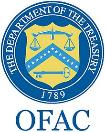 THE DEPARTMENT OF THE TREASURY
1789
OFAC